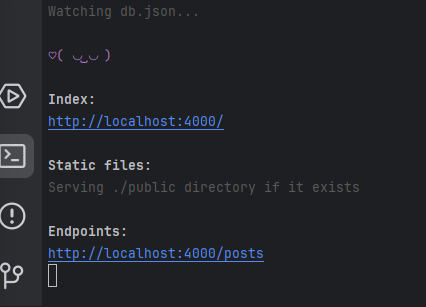 Watching db.json...
♡( ◡‿◡ )
Index:
http://localhost:4000/
Static files:
Serving ./public directory if it exists
Endpoints:
http://localhost:4000/posts